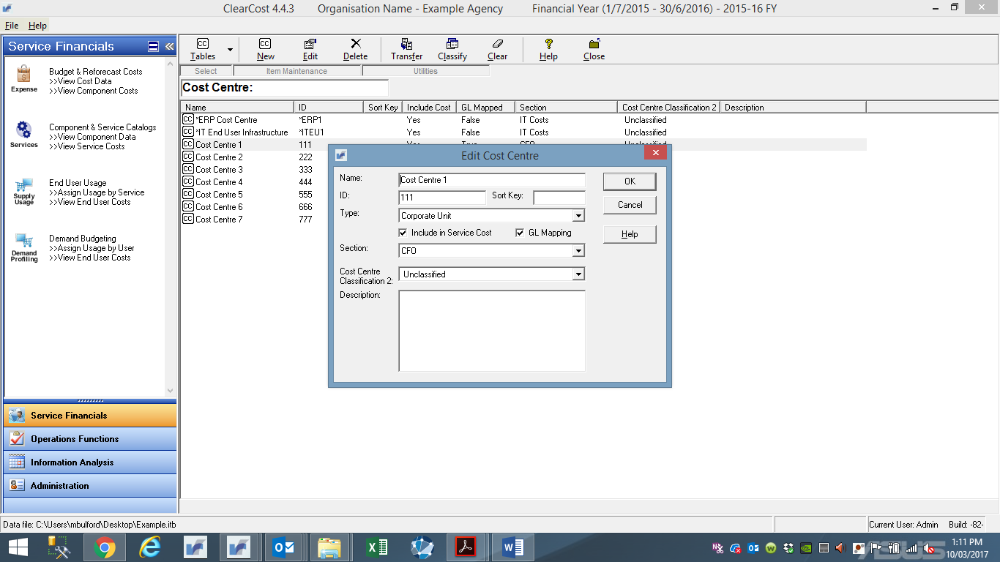 ClearCost 4.4.3 Organisation Name - Example Agency Financial Year (1/7/2015 - 30/6/2016) - 2015-16 FY
File Help
Service Financials
Expense
Budget & Reforecast Costs
>>View Cost Data
>>View Component Costs
Services
Component & Service Catalogs
>>View Component Data
>>View Service Costs
Supply Usage
End User Usage
>>Assign Usage by Service
>>View End User Costs
Demand Profiling
Demand Budgeting
>>Assign Usage by User
>>View End User Costs
Service Financials
Operations Functions
Information Analysis
Administration
Tables New Edit Delete Transfer Classify Clear Help Close
Select Item Maintenance Utilities
Cost Centre:
Name ID Sort Key Include Cost GL Mapped Section Cost Centre Classification 2 Description
CC *ERP Cost Centre *ERP1 Yes False IT Costs Unclassified
CC *IT End User Infrastructure *ITEU1 Yes False IT Costs Unclassified
CC Cost Centre 1 111 Yes True CFO Unclassified
CC Cost Centre 2 222
CC Cost Centre 3 333
CC Cost Centre 4 444
CC Cost Centre 5 555
CC Cost Centre 6 666
CC Cost Centre 7 777
Edit Cost Centre
Name: Cost Centre 1 OK
ID: 111 Sort Key:
Cancel
Type: Corporate Unit
Include in Service Cost GL Mapping Help
Section: CFO
Cost Centre
Classification 2: Unclassified
Description:
Data file: C:\Users\mbulford\Desktop\Example.itb Current User: Admin Build: -82-
1:11 PM
10/03/2017
ASUS